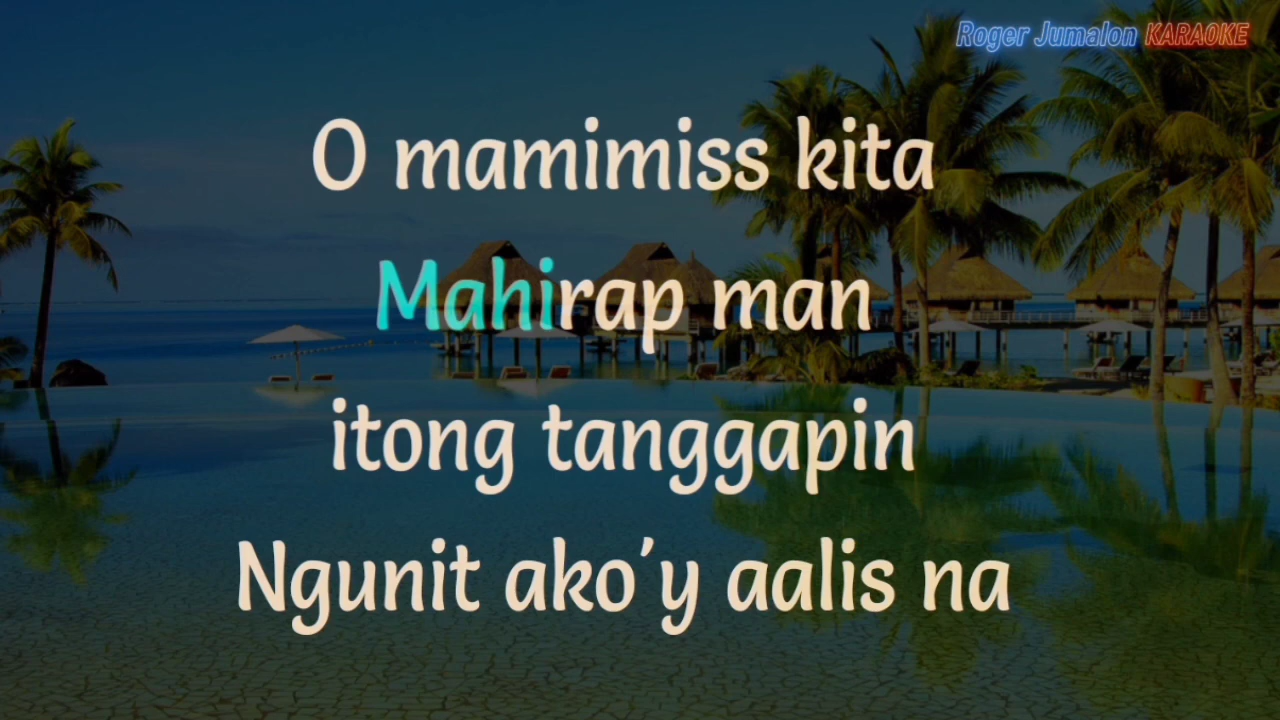 Roger Jumalon KARAOKE
O mamimiss kita
Mahirap man
itong tanggapin
Ngunit ako'y aalis na